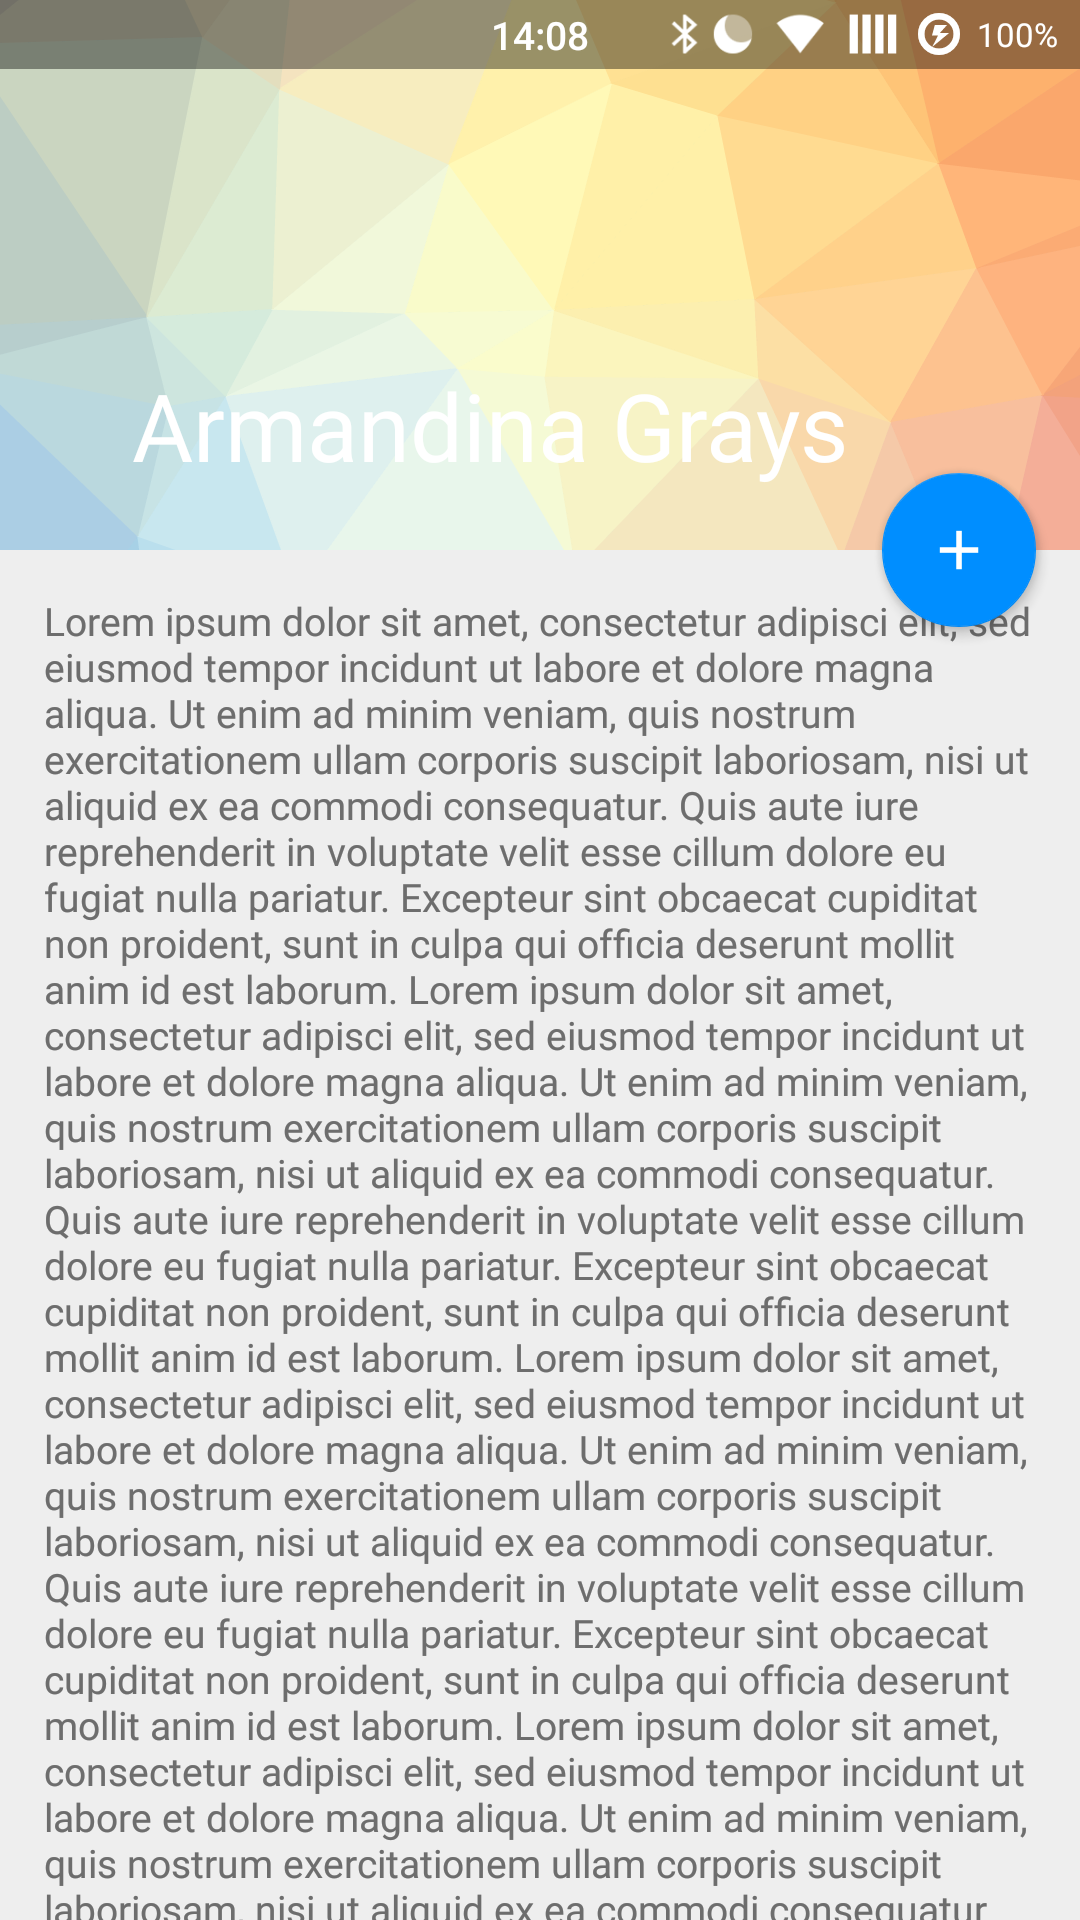 14:08 100%
Armandina Grays
Lorem ipsum dolor sit amet, consectetur adipisci elit, sed
eiusmod tempor incidunt ut labore et dolore magna
aliqua. Ut enim ad minim veniam, quis nostrum
exercitationem ullam corporis suscipit laboriosam, nisi ut
aliquid ex ea commodi consequatur. Quis aute iure
reprehenderit in voluptate velit esse cillum dolore eu
fugiat nulla pariatur. Excepteur sint obcaecat cupiditat
non proident, sunt in culpa qui officia deserunt mollit
anim id est laborum. Lorem ipsum dolor sit amet,
consectetur adipisci elit, sed eiusmod tempor incidunt ut
labore et dolore magna aliqua. Ut enim ad minim veniam,
quis nostrum exercitationem ullam corporis suscipit
laboriosam, nisi ut aliquid ex ea commodi consequatur.
Quis aute iure reprehenderit in voluptate velit esse cillum
dolore eu fugiat nulla pariatur. Excepteur sint obcaecat
cupiditat non proident, sunt in culpa qui officia deserunt
mollit anim id est laborum. Lorem ipsum dolor sit amet,
consectetur adipisci elit, sed eiusmod tempor incidunt ut
labore et dolore magna aliqua. Ut enim ad minim veniam,
quis nostrum exercitationem ullam corporis suscipit
laboriosam, nisi ut aliquid ex ea commodi consequatur.
Quis aute iure reprehenderit in voluptate velit esse cillum
dolore eu fugiat nulla pariatur. Excepteur sint obcaecat
cupiditat non proident, sunt in culpa qui officia deserunt
mollit anim id est laborum. Lorem ipsum dolor sit amet,
consectetur adipisci elit, sed eiusmod tempor incidunt ut
labore et dolore magna aliqua. Ut enim ad minim veniam,
quis nostrum exercitationem ullam corporis suscipit
laboriosam, nisi ut aliquid ex ea commodi consequatur